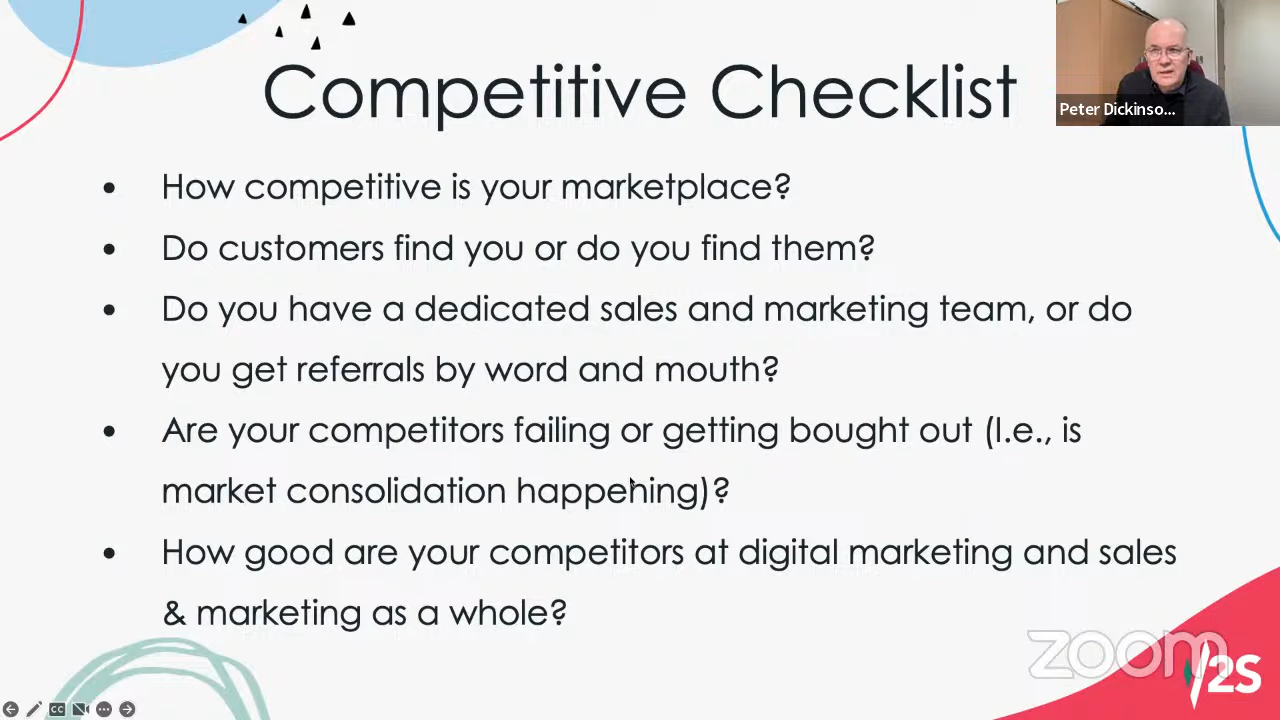 Competitive Checklist
Peter Dickinso...
• How competitive is your marketplace?
• Do customers find you or do you find them?
• Do you have a dedicated sales and marketing team, or do
you get referrals by word and mouth?
• Are your competitors failing or getting bought out (I.e., is
market consolidation happening)?
• How good are your competitors at digital marketing and sales
& marketing as a whole?
zoom
V2S
CC